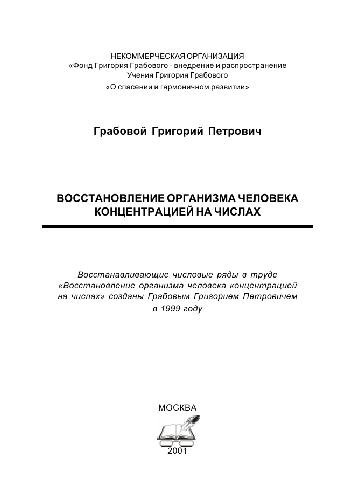 НЕКОММЕРЧЕСКАЯ ОРГАНИЗАЦИЯ
«Фонд Григория Грабового - внедрение и распространение
Учения Григория Грабового
«О спасении и гармоничном развитии»
Грабовой Григорий Петрович
ВОССТАНОВЛЕНИЕ ОРГАНИЗМА ЧЕЛОВЕКА
КОНЦЕНТРАЦИЕЙ НА ЧИСЛАХ
Восстанавливающие числовые ряды в труде
«Восстановление организма человека концентрацией
на числах» созданы Грабовым Григорием Петровичем
в 1999 году
МОСКВА
2001